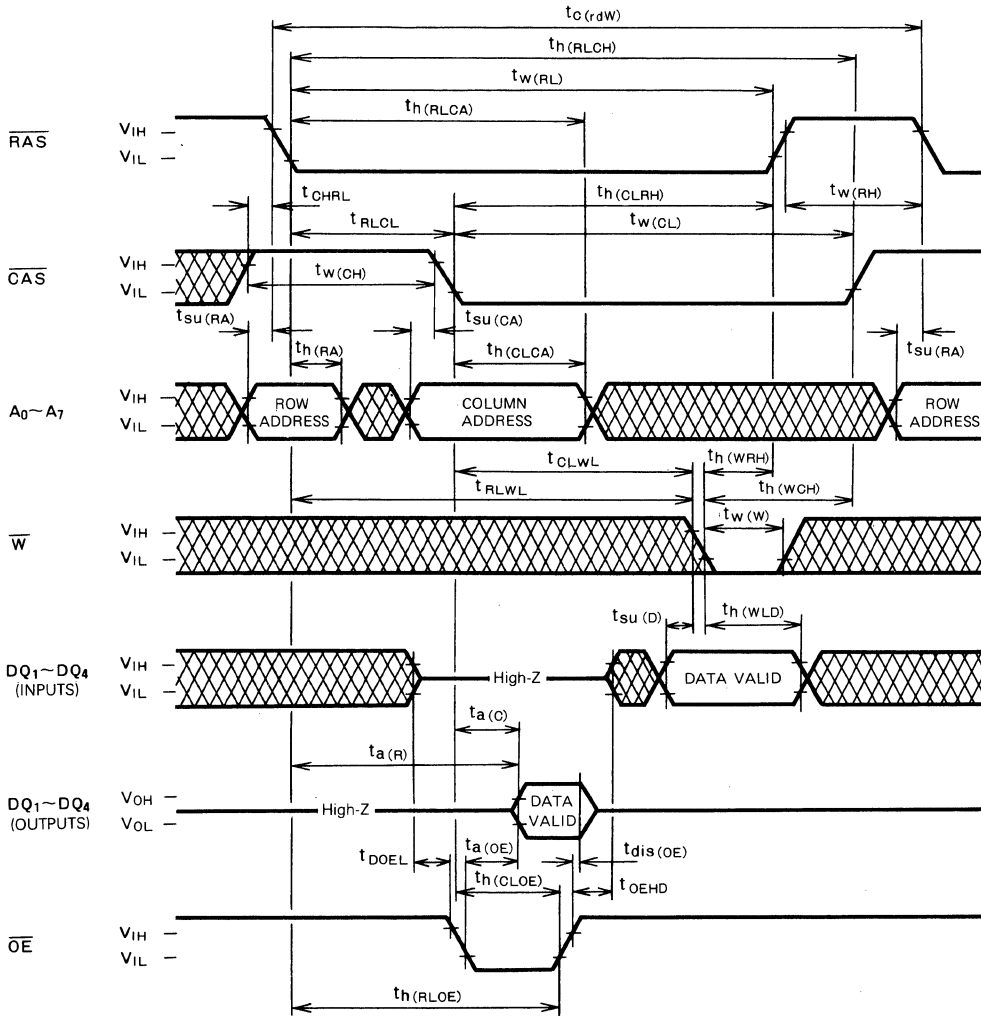 tC(rdW)
th(RLCH)
tW(RL)
th(RLCA)
RAS
VIH
VIL
tCHRL
th(CLRH)
tW(RH)
tRLCL
tW(CL)
CAS
VIH
VIL
tW(CH)
tsu(RA)
tsu(CA)
th(RA)
th(CLCA)
tsu(RA)
A0~A7
VIH
VIL
ROW ADDRESS
COLUMN ADDRESS
ROW ADDRESS
tCLWL
th(WRH)
tRLWL
th(WCH)
tW(W)
W
VIH
VIL
tsu(D)
th(WLD)
DQ1~DQ4
(INPUTS)
VIH
VIL
High-Z
DATA VALID
ta(C)
ta(R)
DQ1~DQ4
(OUTPUTS)
VOH
VOL
High-Z
DATA
VALID
tDOEL
ta(OE)
tdis(OE)
th(CLOE)
tOEHD
OE
VIH
VIL
th(RLOE)